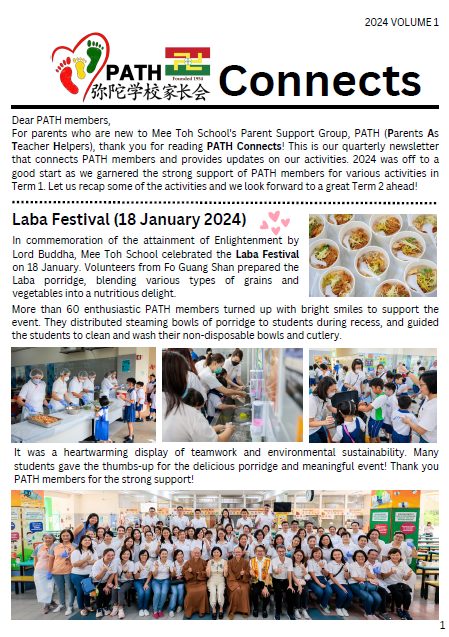 2024 VOLUME 1
PATH
Founded 1954
弥陀学校家长会
Connects
Dear PATH members,
For parents who are new to Mee Toh School's Parent Support Group, PATH (Parents As
Teacher Helpers), thank you for reading PATH Connects! This is our quarterly newsletter
that connects PATH members and provides updates on our activities. 2024 was off to a
good start as we garnered the strong support of PATH members for various activities in
Term 1. Let us recap some of the activities and we look forward to a great Term 2 ahead!
Laba Festival (18 January 2024)
In commemoration of the attainment of Enlightenment by
Lord Buddha, Mee Toh School celebrated the Laba Festival
on 18 January. Volunteers from Fo Guang Shan prepared the
Laba porridge, blending various types of grains and
vegetables into a nutritious delight.
More than 60 enthusiastic PATH members turned up with bright smiles to support the
event. They distributed steaming bowls of porridge to students during recess, and guided
the students to clean and wash their non-disposable bowls and cutlery.
It was a heartwarming display of teamwork and environmental sustainability. Many
students gave the thumbs-up for the delicious porridge and meaningful event! Thank you
PATH members for the strong support!
1